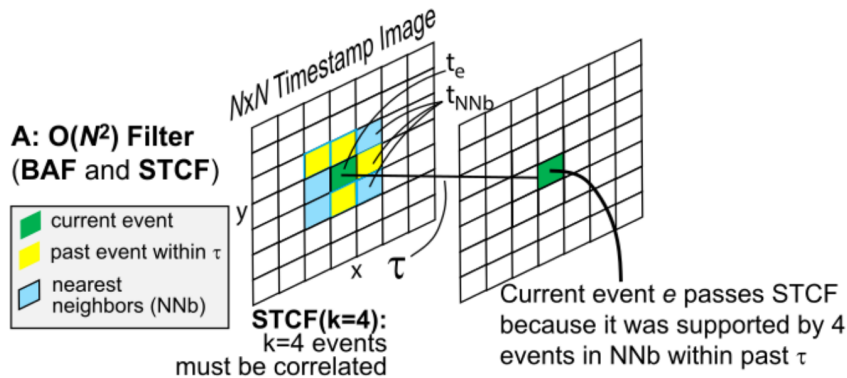 NxN Timestamp Image
t_e
t_NNb
A: O(N²) Filter
(BAF and STCF)
current event
past event within τ
nearest
neighbors (NNb)
y
x
τ
STCF(k=4):
k=4 events
must be correlated
Current event e passes STCF
because it was supported by 4
events in NNb within past τ